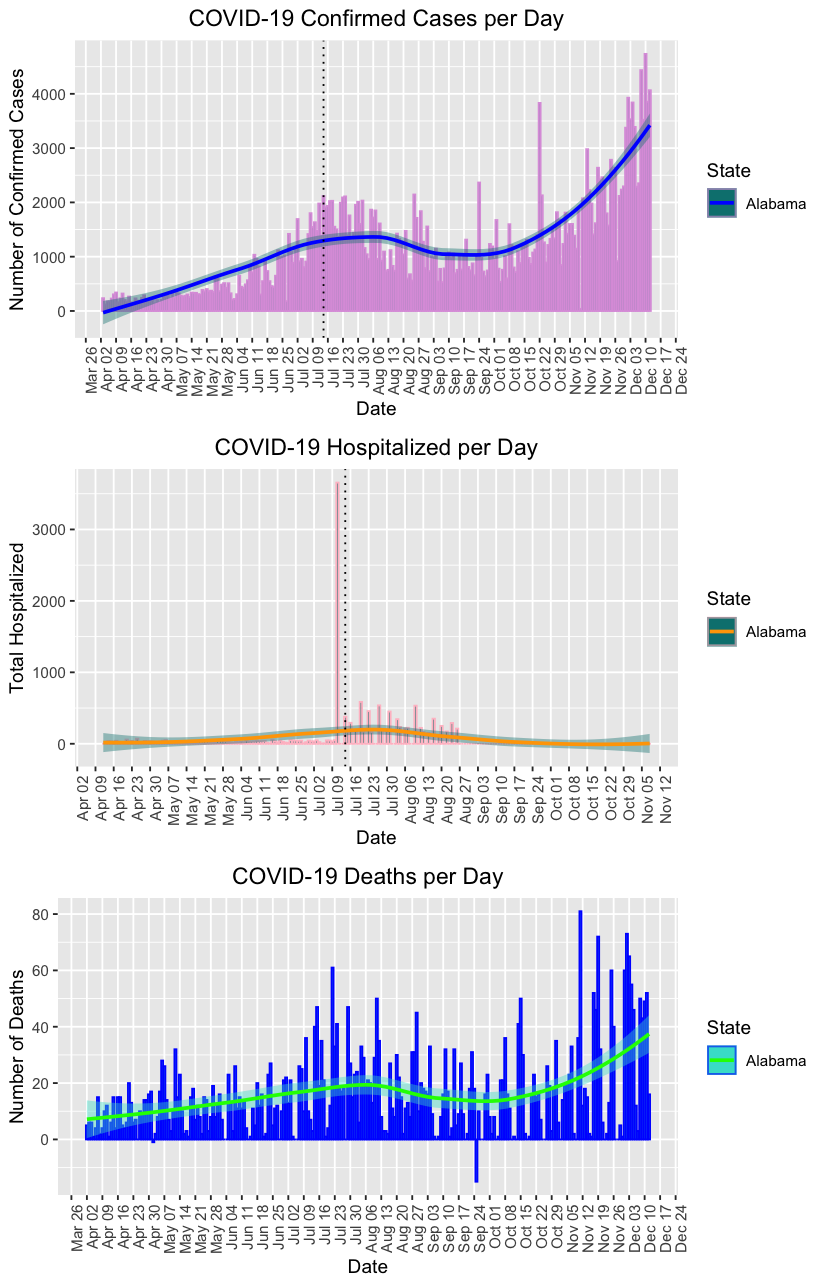 COVID-19 Confirmed Cases per Day
Number of Confirmed Cases
4000
3000
2000
1000
0
Mar 26
Apr 02
Apr 09
Apr 16
Apr 23
Apr 30
May 07
May 14
May 21
May 28
Jun 04
Jun 11
Jun 18
Jun 25
Jul 02
Jul 09
Jul 16
Jul 23
Jul 30
Aug 06
Aug 13
Aug 20
Aug 27
Sep 03
Sep 10
Sep 17
Sep 24
Oct 01
Oct 08
Oct 15
Oct 22
Oct 29
Nov 05
Nov 12
Nov 19
Nov 26
Dec 03
Dec 10
Dec 17
Dec 24
Date
State
Alabama
COVID-19 Hospitalized per Day
Total Hospitalized
3000
2000
1000
0
Apr 02
Apr 09
Apr 16
Apr 23
Apr 30
May 07
May 14
May 21
May 28
Jun 04
Jun 11
Jun 18
Jun 25
Jul 02
Jul 09
Jul 16
Jul 23
Jul 30
Aug 06
Aug 13
Aug 20
Aug 27
Sep 03
Sep 10
Sep 17
Sep 24
Oct 01
Oct 08
Oct 15
Oct 22
Oct 29
Nov 05
Nov 12
Date
State
Alabama
COVID-19 Deaths per Day
Number of Deaths
80
60
40
20
0
Mar 26
Apr 02
Apr 09
Apr 16
Apr 23
Apr 30
May 07
May 14
May 21
May 28
Jun 04
Jun 11
Jun 18
Jun 25
Jul 02
Jul 09
Jul 16
Jul 23
Jul 30
Aug 06
Aug 13
Aug 20
Aug 27
Sep 03
Sep 10
Sep 17
Sep 24
Oct 01
Oct 08
Oct 15
Oct 22
Oct 29
Nov 05
Nov 12
Nov 19
Nov 26
Dec 03
Dec 10
Dec 17
Dec 24
Date
State
Alabama